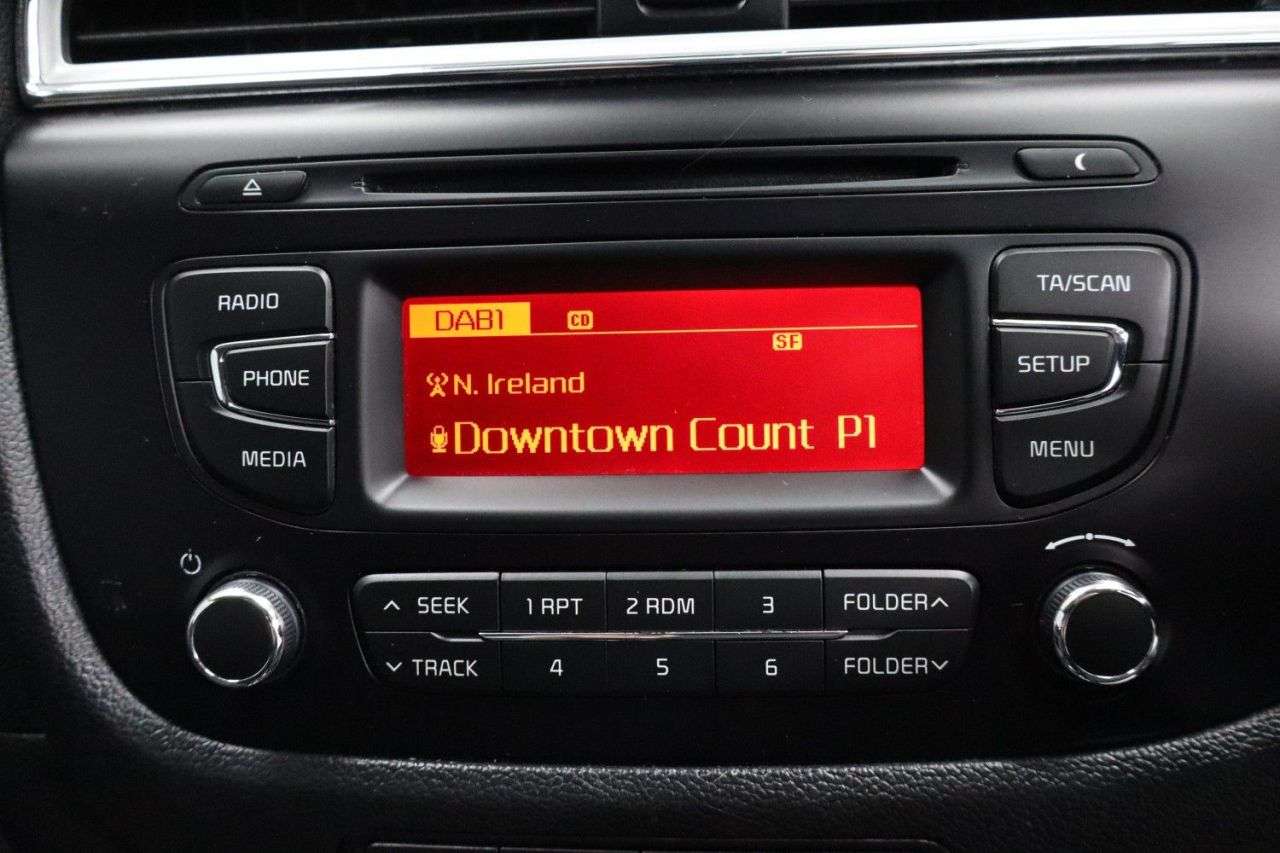 RADIO
PHONE
MEDIA
DAB1 CD
SF
N. Ireland
Downtown Count P1
TA/SCAN
SETUP
MENU
SEEK 1 RPT 2 RDM 3 FOLDER
TRACK 4 5 6 FOLDER